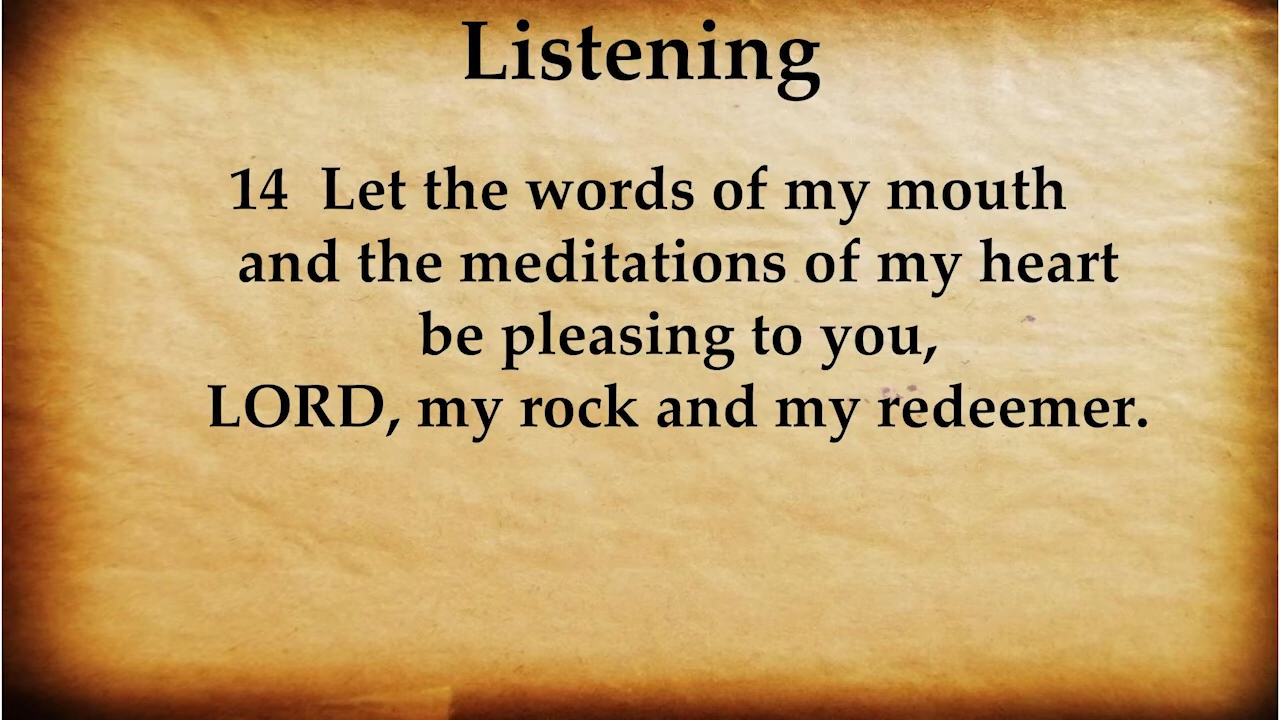 Listening
14 Let the words of my mouth
and the meditations of my heart
be pleasing to you,
LORD, my rock and my redeemer.